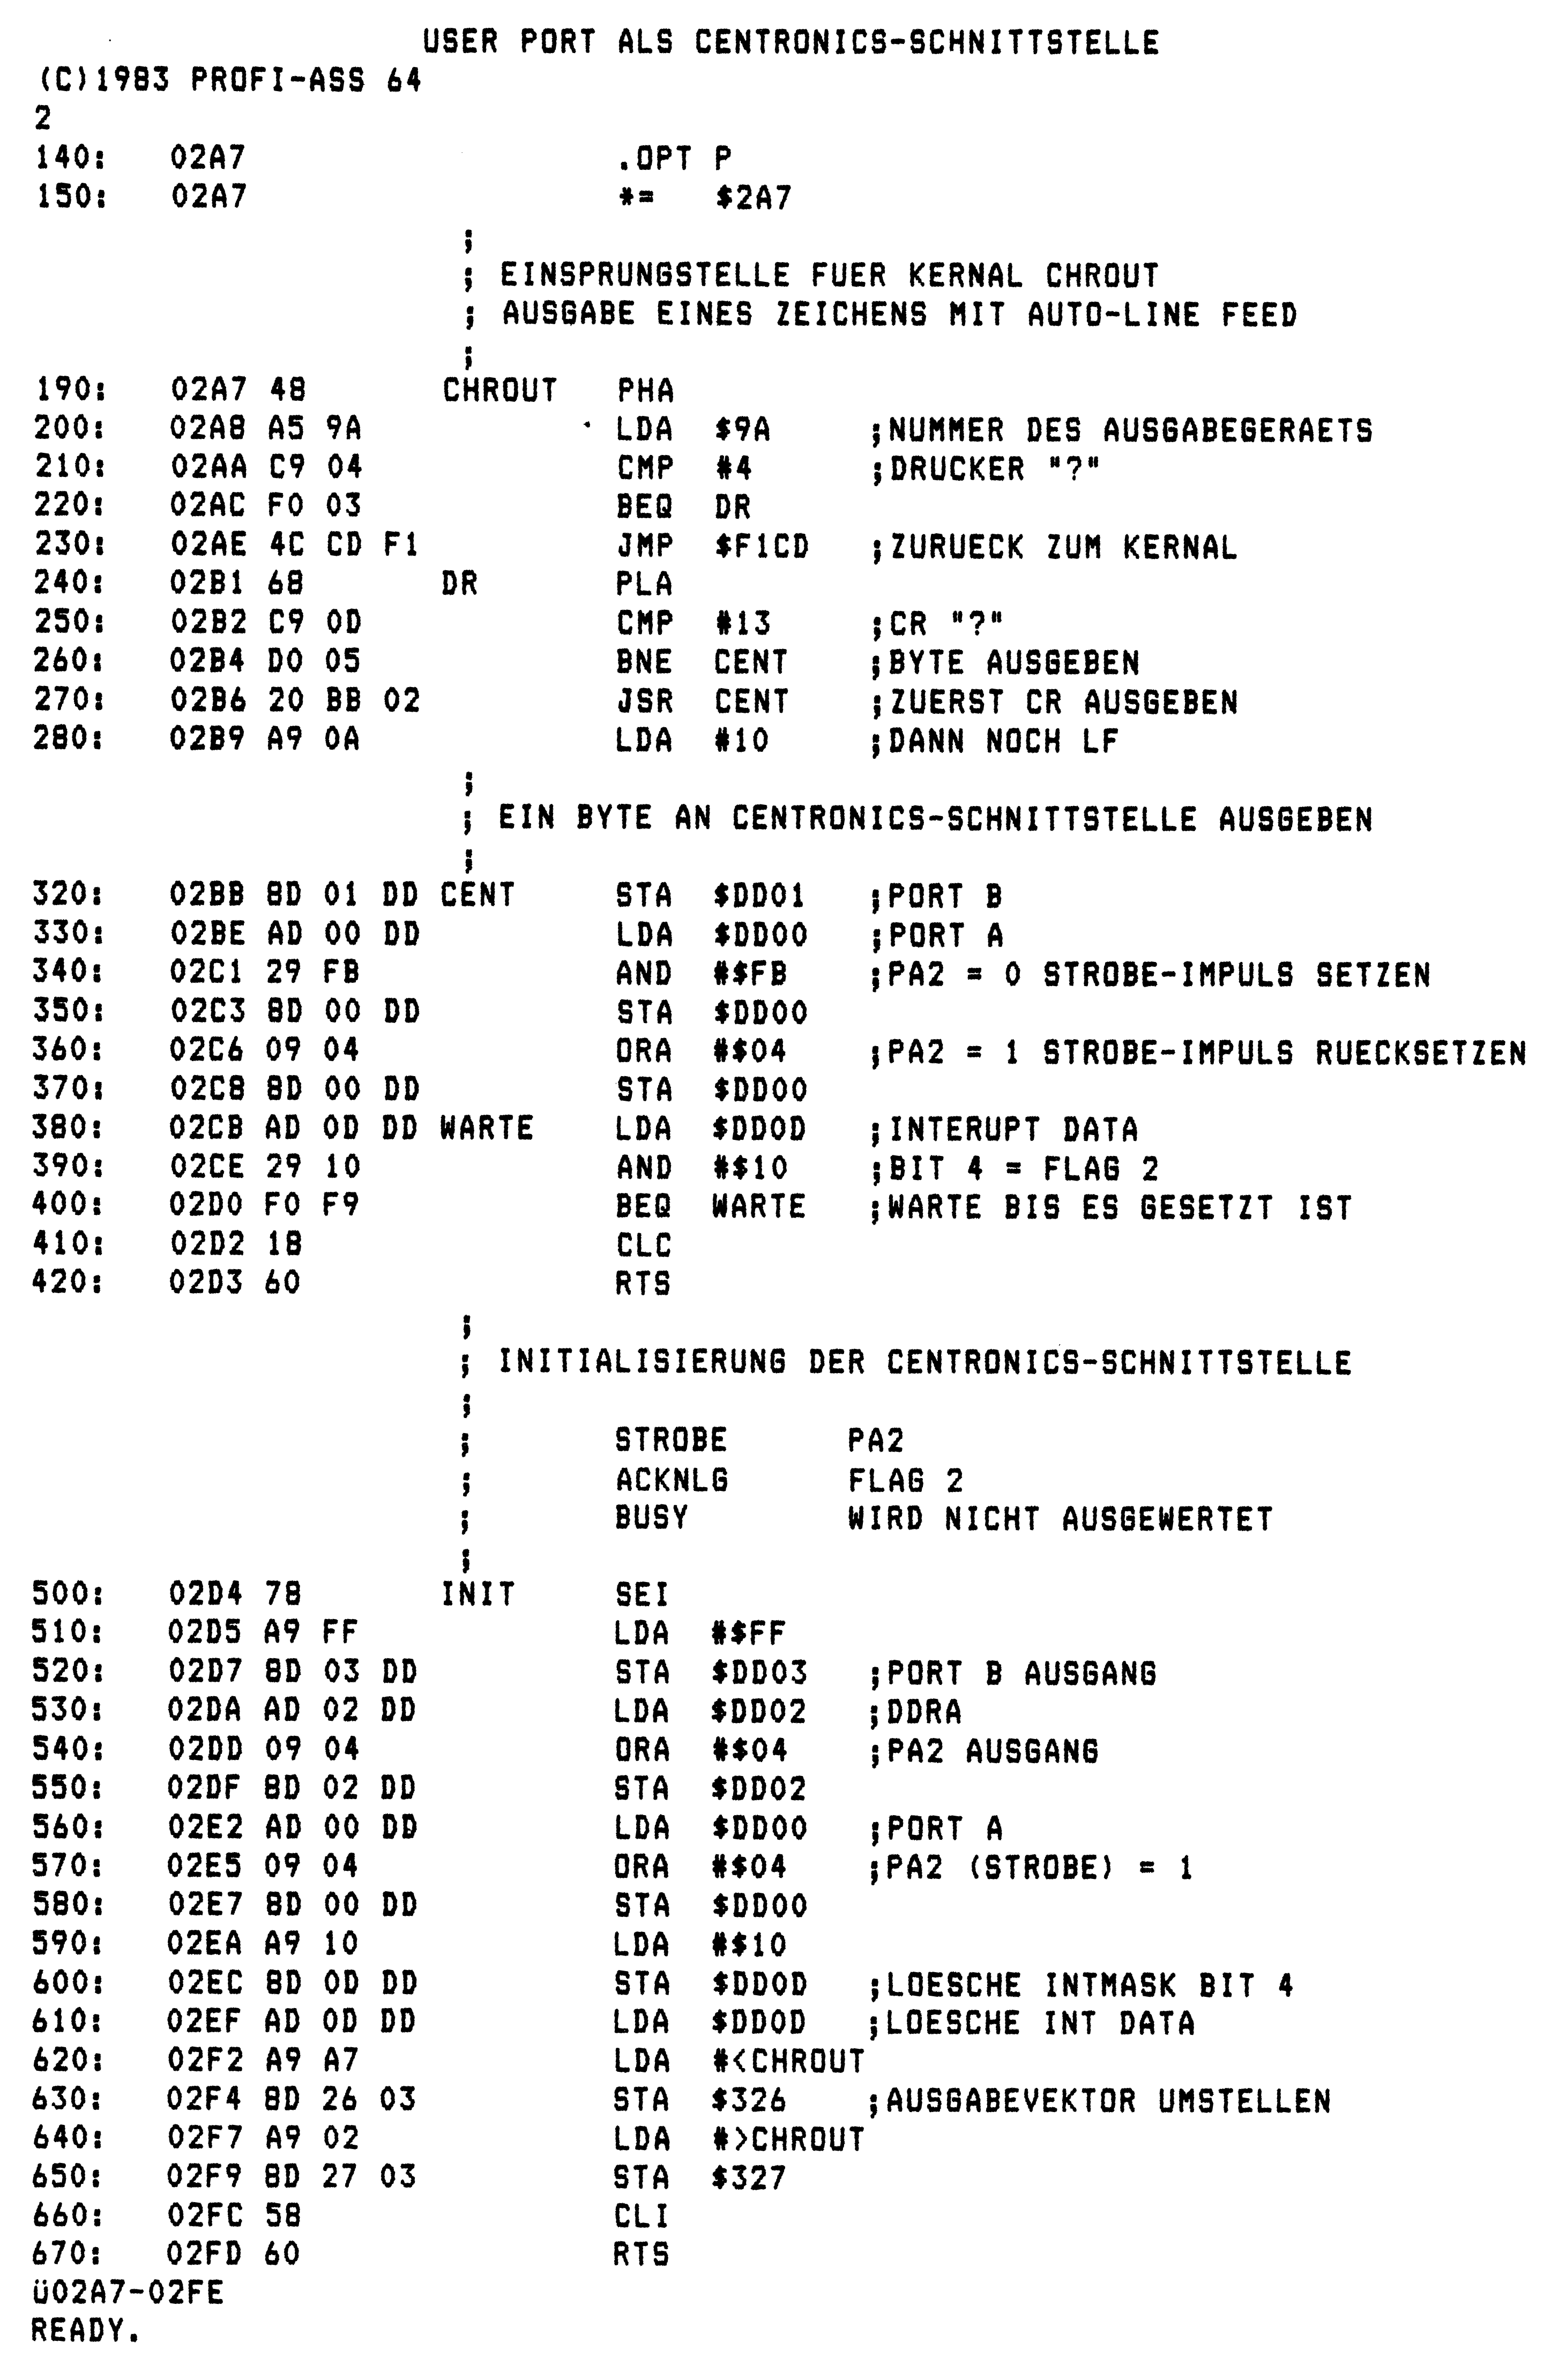 USER PORT ALS CENTRONICS-SCHNITTSTELLE
(C)1983 PROFI-ASS 64
2
140:   02A7                    .OPT P
150:   02A7                    *=   $2A7
;
; EINSPRUNGSTELLE FUER KERNAL CHROUT
; AUSGABE EINES ZEICHENS MIT AUTO-LINE FEED
;
190:   02A7 48       CHROUT   PHA
200:   02A8 A5 9A             LDA  $9A     ;NUMMER DES AUSGABEGERAETS
210:   02AA C9 04             CMP  #4      ;DRUCKER "?"
220:   02AC F0 03             BEQ  DR
230:   02AE 4C CD F1          JMP  $F1CD   ;ZURUECK ZUM KERNAL
240:   02B1 68       DR       PLA
250:   02B2 C9 0D             CMP  #13     ;CR "?"
260:   02B4 D0 05             BNE  CENT    ;BYTE AUSGEBEN
270:   02B6 20 BB 02          JSR  CENT    ;ZUERST CR AUSGEBEN
280:   02B9 A9 0A             LDA  #10     ;DANN NOCH LF
;
; EIN BYTE AN CENTRONICS-SCHNITTSTELLE AUSGEBEN
;
320:   02BB 8D 01 DD CENT     STA  $DD01   ;PORT B
330:   02BE AD 00 DD          LDA  $DD00   ;PORT A
340:   02C1 29 FB             AND  #$FB    ;PA2 = 0 STROBE-IMPULS SETZEN
350:   02C3 8D 00 DD          STA  $DD00
360:   02C6 09 04             ORA  #$04    ;PA2 = 1 STROBE-IMPULS RUECKSETZEN
370:   02C8 8D 00 DD          STA  $DD00
380:   02CB AD 0D DD WARTE    LDA  $DD0D   ;INTERUPT DATA
390:   02CE 29 10             AND  #$10    ;BIT 4 = FLAG 2
400:   02D0 F0 F9             BEQ  WARTE   ;WARTE BIS ES GESETZT IST
410:   02D2 18                CLC
420:   02D3 60                RTS
;
; INITIALISIERUNG DER CENTRONICS-SCHNITTSTELLE
;
;       STROBE      PA2
;       ACKNLG      FLAG 2
;       BUSY        WIRD NICHT AUSGEWERTET
;
500:   02D4 78       INIT     SEI
510:   02D5 A9 FF             LDA  #$FF
520:   02D7 8D 03 DD          STA  $DD03   ;PORT B AUSGANG
530:   02DA AD 02 DD          LDA  $DD02   ;DDRA
540:   02DD 09 04             ORA  #$04    ;PA2 AUSGANG
550:   02DF 8D 02 DD          STA  $DD02
560:   02E2 AD 00 DD          LDA  $DD00   ;PORT A
570:   02E5 09 04             ORA  #$04    ;PA2 (STROBE) = 1
580:   02E7 8D 00 DD          STA  $DD00
590:   02EA A9 10             LDA  #$10
600:   02EC 8D 0D DD          STA  $DD0D   ;LOESCHE INTMASK BIT 4
610:   02EF AD 0D DD          LDA  $DD0D   ;LOESCHE INT DATA
620:   02F2 A9 A7             LDA  #<CHROUT
630:   02F4 8D 26 03          STA  $326    ;AUSGABEVEKTOR UMSTELLEN
640:   02F7 A9 02             LDA  #>CHROUT
650:   02F9 8D 27 03          STA  $327
660:   02FC 58                CLI
670:   02FD 60                RTS
ü02A7-02FE
READY.